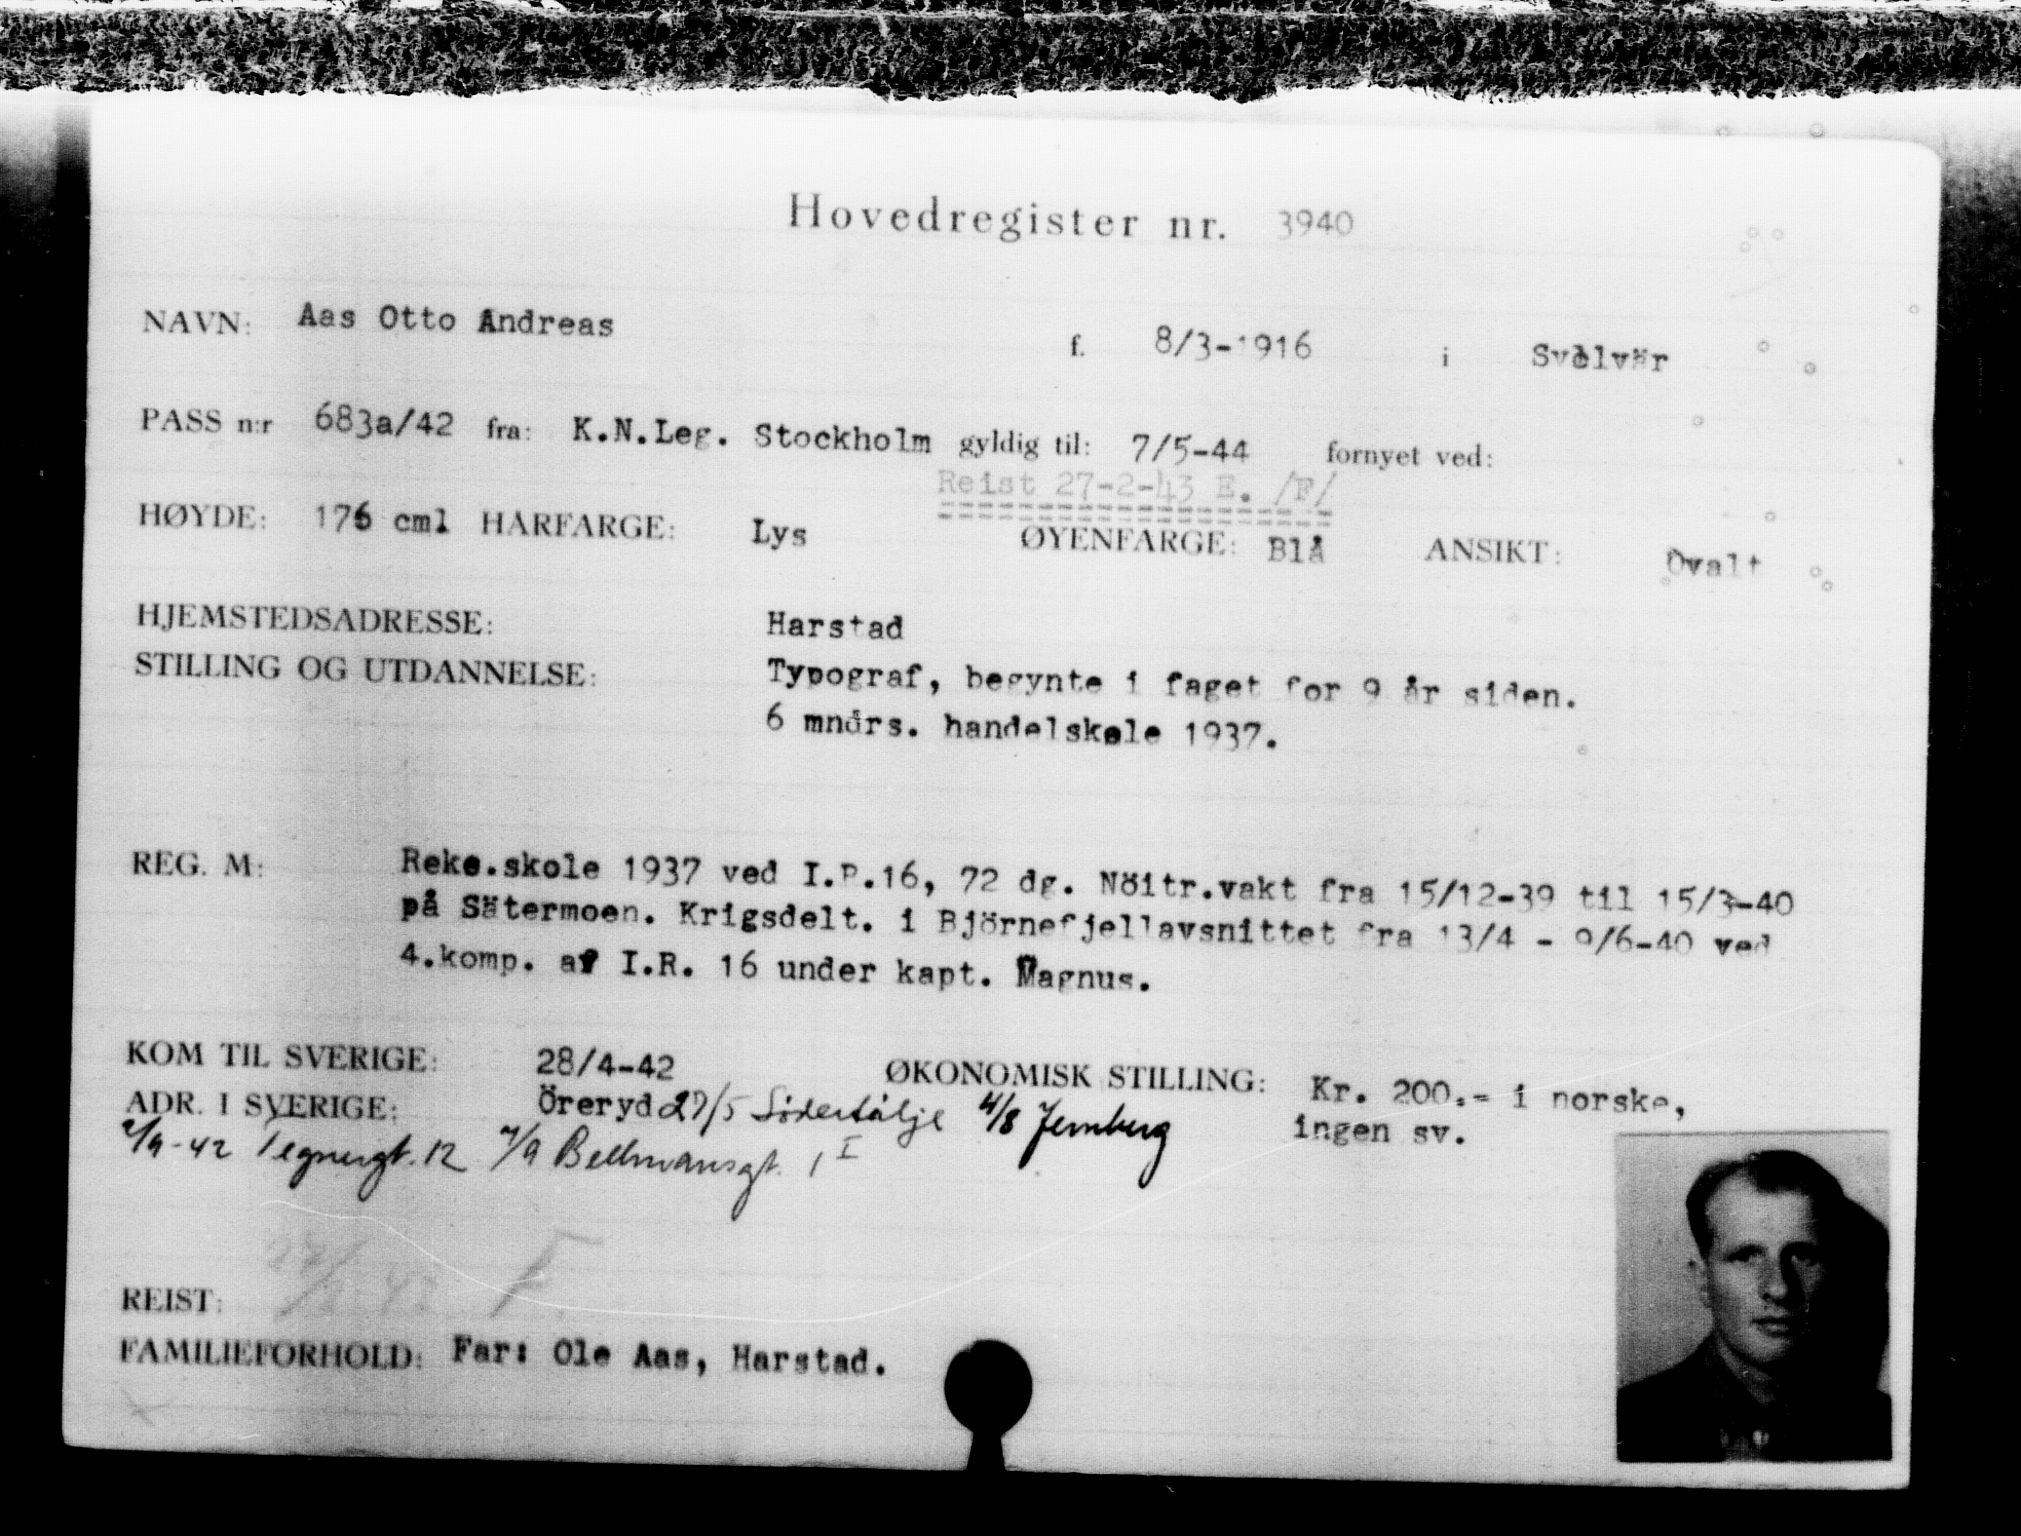 Hovedregister nr. 3940
NAVN: Aas Otto Andreas f. 8/3-1916 i Svolvär
PASS n:r 683a/42 fra: K.N.Leg. Stockholm gyldig til: 7/5-44 fornyet ved:
Reist 27-2-43 E. /F/
HØYDE: 176 cml HÅRFARGE: Lys ØYENFARGE: Blå ANSIKT: Ovalt
HJEMSTEDSADRESSE: Harstad
STILLING OG UTDANNELSE: Typograf, begynte i faget for 9 år siden.
6 mndrs. handelskole 1937.
REG. M: Reke.skole 1937 ved I.R.16, 72 dg. Nöitr.vakt fra 15/12-39 til 15/3-40
på Sätermoen. Krigsdelt. i Björnefjellavsnittet fra 13/4 - 9/6-40 ved
4.komp. af I.R. 16 under kapt. Magnus.
KOM TIL SVERIGE: 28/4-42 ØKONOMISK STILLING: Kr. 200.- i norske,
ADR. I SVERIGE: Öreryd 27/5 Södertälje 4/8 Jernberg ingen sv.
2/9-42 Tegnergt. 12 7/9 Bellmansgt. 1 I
REIST: F
FAMILIEFORHOLD: Far: Ole Aas, Harstad.